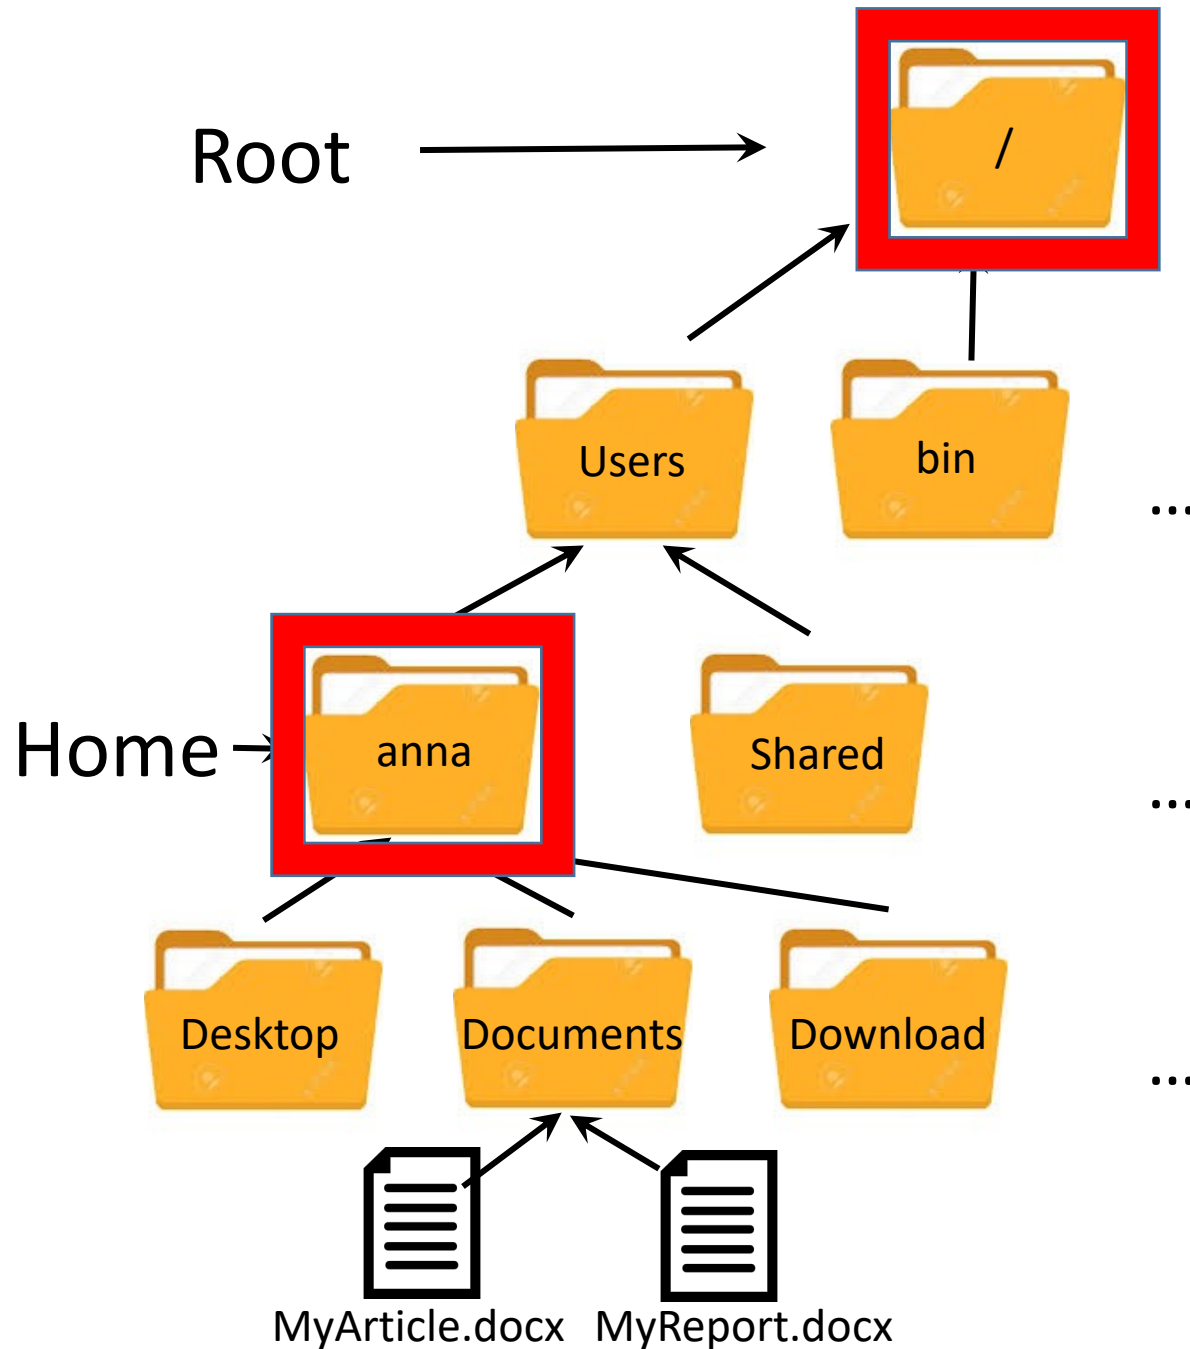 Root
/
Users
bin
...
Home
anna
Shared
...
Desktop
Documents
Download
...
MyArticle.docx
MyReport.docx